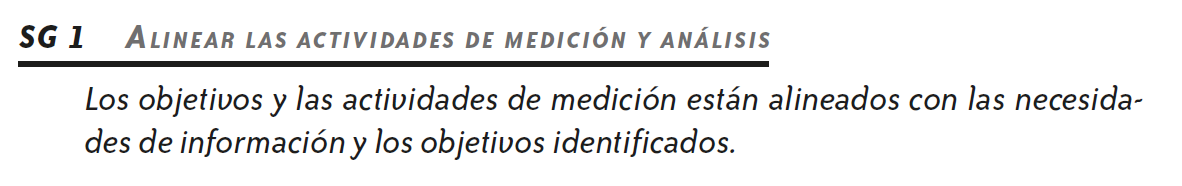 SG 1 ALINEAR LAS ACTIVIDADES DE MEDICIÓN Y ANÁLISIS
Los objetivos y las actividades de medición están alineados con las necesida-
des de información y los objetivos identificados.